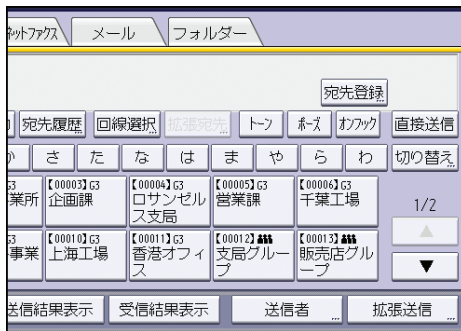 ネットファクス メール フォルダー
宛先登録
宛先履歴 回線選択 拡張宛先 トーン ポーズ オンフック 直接送信
か さ た な は ま や ら わ 切の替え
G3 【00003】G3 【00004】G3 【00005】G3 【00006】G3
業所 企画課 ロサンゼル 営業課 千葉工場 1/2
ス支局
G3 【00010】G3 【00011】G3 【00012】 【00013】
事業 上海工場 香港オフィ 支局グルー 販売店グル
ス プ ープ
送信結果表示 受信結果表示 送信者 拡張送信